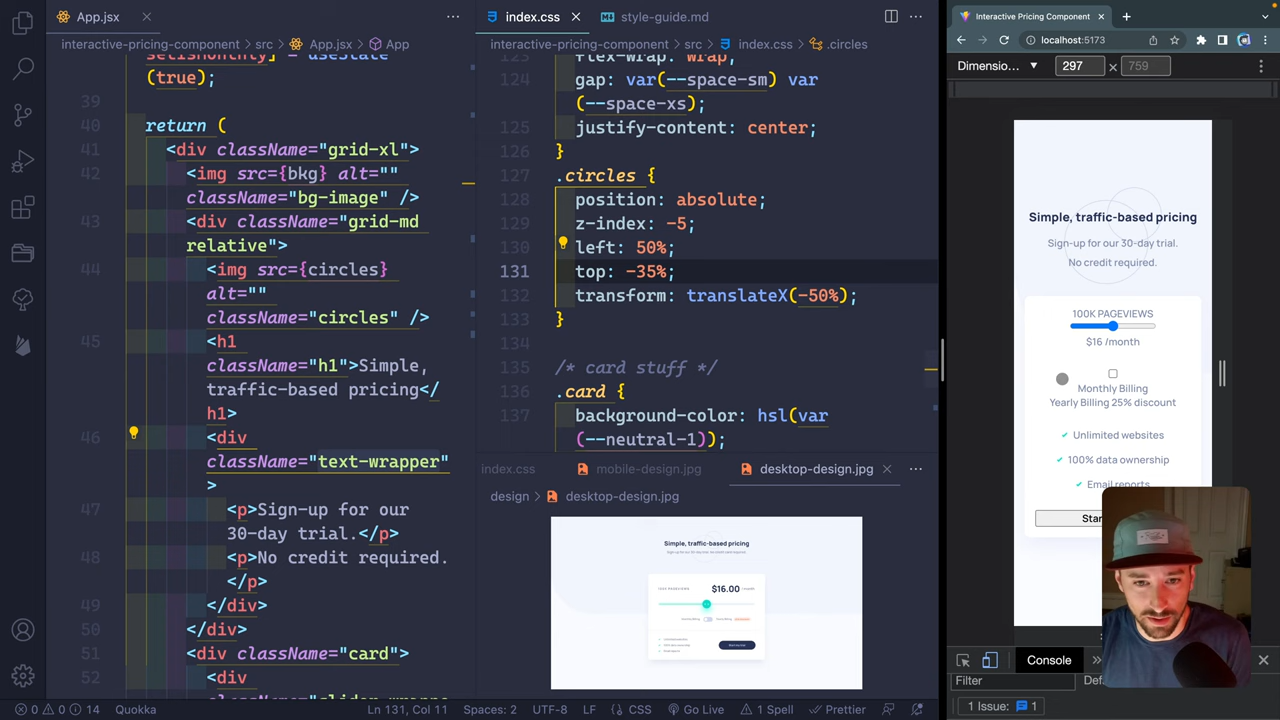 App.jsx
interactive-pricing-component > src > App.jsx > App
setIsMonthly] = useState
(true);
39
40 return (
41 <div className="grid-xl">
42 <img src={bkg} alt=""
className="bg-image" />
43 <div className="grid-md
relative">
44 <img src={circles}
alt=""
className="circles" />
45 <h1
className="h1">Simple,
traffic-based pricing</
h1>
46 <div
className="text-wrapper"
>
47 <p>Sign-up for our
30-day trial.</p>
48 <p>No credit required.
</p>
49 </div>
50 </div>
51 <div className="card">
52 <div
index.css
style-guide.md
interactive-pricing-component > src > index.css > .circles
123 flex-wrap: wrap;
124 gap: var(--space-sm) var
(--space-xs);
125 justify-content: center;
126 }
127 .circles {
128 position: absolute;
129 z-index: -5;
130 left: 50%;
131 top: -35%;
132 transform: translateX(-50%);
133 }
134
135 /* card stuff */
136 .card {
137 background-color: hsl(var
(--neutral-1));
index.css
mobile-design.jpg
desktop-design.jpg
design > desktop-design.jpg
Simple, traffic-based pricing
$16.00
0 0 14
Quokka
Ln 131, Col 11
Spaces: 2
UTF-8
LF
CSS
Go Live
1 Spell
Prettier
Interactive Pricing Component
localhost:5173
Dimensio...
297 × 759
Simple, traffic-based pricing
Sign-up for our 30-day trial.
No credit required.
100K PAGEVIEWS
$16 /month
Monthly Billing
Yearly Billing 25% discount
✔ Unlimited websites
✔ 100% data ownership
✔ Email reports
Star
Console
Filter
Def
1 Issue: 1